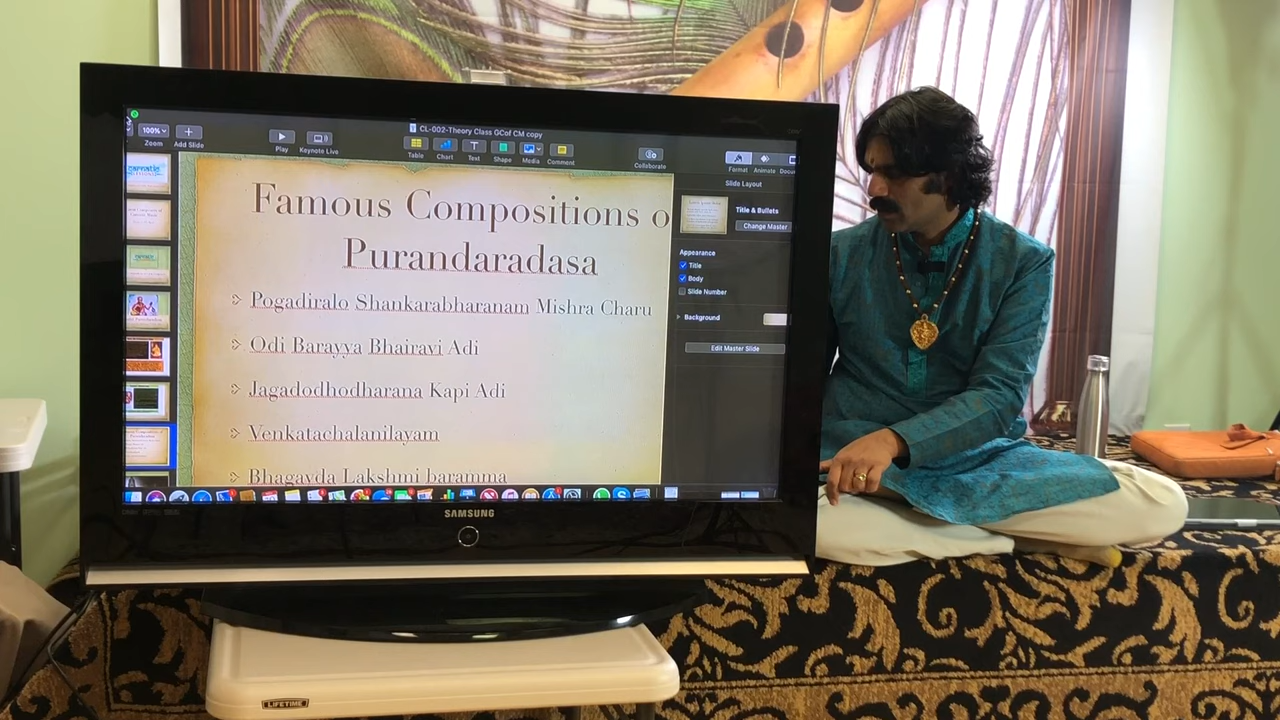 CL-002-Theory Class GCof CM copy
100%
Zoom
Add Slide
Play
Keynote Live
Table
Chart
Text
Shape
Media
Comment
Collaborate
Format
Animate
Slide Layout
Famous Compositions o
Purandaradasa
Pogadiralo Shankarabharanam Mishra Charu
Odi Barayya Bhairavi Adi
Jagadodhodharana Kapi Adi
Venkatachalanilayam
Bhagayda Lakshmi baramma
Title & Bullets
Change Master
Appearance
Title
Body
Slide Number
Background
Edit Master Slide
SAMSUNG
LIFETIME